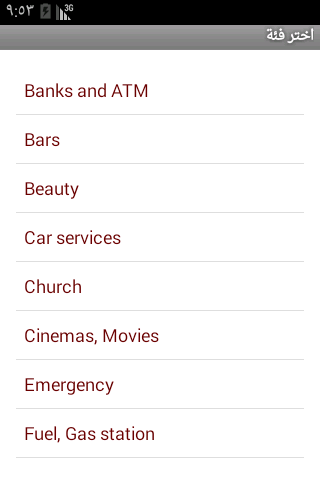 ٩:٥٣
3G
اختر فئة
Banks and ATM
Bars
Beauty
Car services
Church
Cinemas, Movies
Emergency
Fuel, Gas station